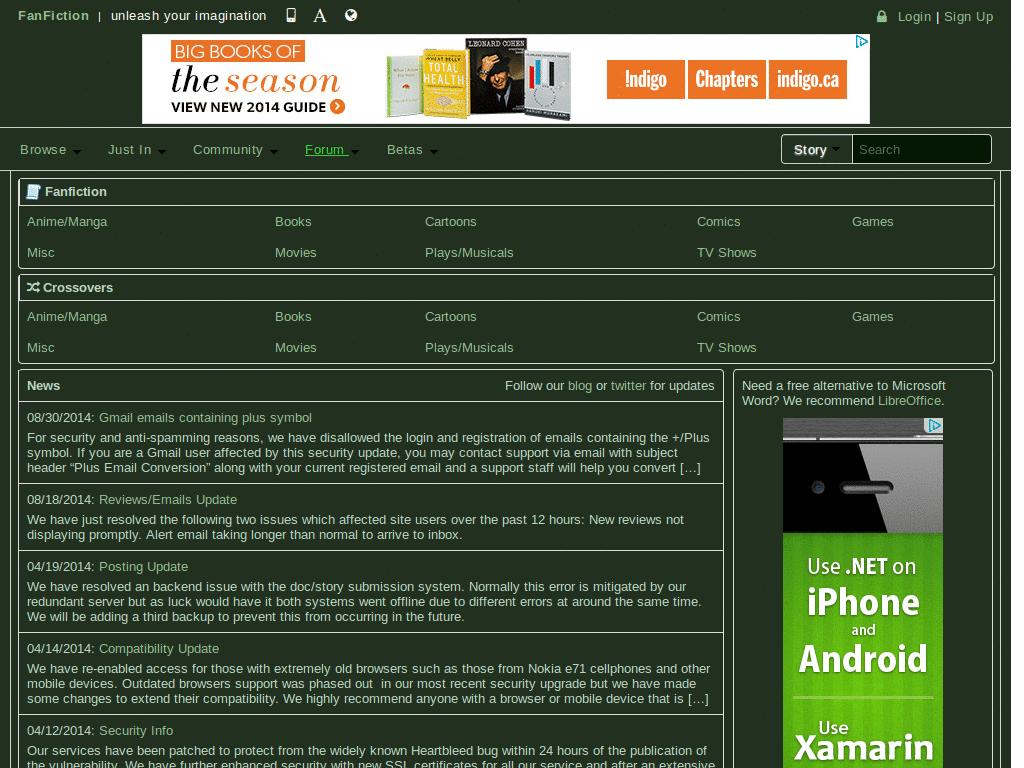 FanFiction | unleash your imagination A
Login | Sign Up
BIG BOOKS OF
the season
VIEW NEW 2014 GUIDE
LEONARD COHEN
TOTAL
HEALTH
!ndigo Chapters indigo.ca
Browse Just In Community Forum Betas Story Search
Fanfiction
Anime/Manga Books Cartoons Comics Games
Misc Movies Plays/Musicals TV Shows
Crossovers
Anime/Manga Books Cartoons Comics Games
Misc Movies Plays/Musicals TV Shows
News Follow our blog or twitter for updates
08/30/2014: Gmail emails containing plus symbol
For security and anti-spamming reasons, we have disallowed the login and registration of emails containing the +/Plus
symbol. If you are a Gmail user affected by this security update, you may contact support via email with subject
header “Plus Email Conversion” along with your current registered email and a support staff will help you convert […]
08/18/2014: Reviews/Emails Update
We have just resolved the following two issues which affected site users over the past 12 hours: New reviews not
displaying promptly. Alert email taking longer than normal to arrive to inbox.
04/19/2014: Posting Update
We have resolved an backend issue with the doc/story submission system. Normally this error is mitigated by our
redundant server but as luck would have it both systems went offline due to different errors at around the same time.
We will be adding a third backup to prevent this from occurring in the future.
04/14/2014: Compatibility Update
We have re-enabled access for those with extremely old browsers such as those from Nokia e71 cellphones and other
mobile devices. Outdated browsers support was phased out in our most recent security upgrade but we have made
some changes to extend their compatibility. We highly recommend anyone with a browser or mobile device that is […]
04/12/2014: Security Info
Our services have been patched to protect from the widely known Heartbleed bug within 24 hours of the publication of
the vulnerability. We have further enhanced security with new SSL certificates for all our service and after an extensive
Need a free alternative to Microsoft
Word? We recommend LibreOffice.
Use .NET on
iPhone
and
Android
Use
Xamarin